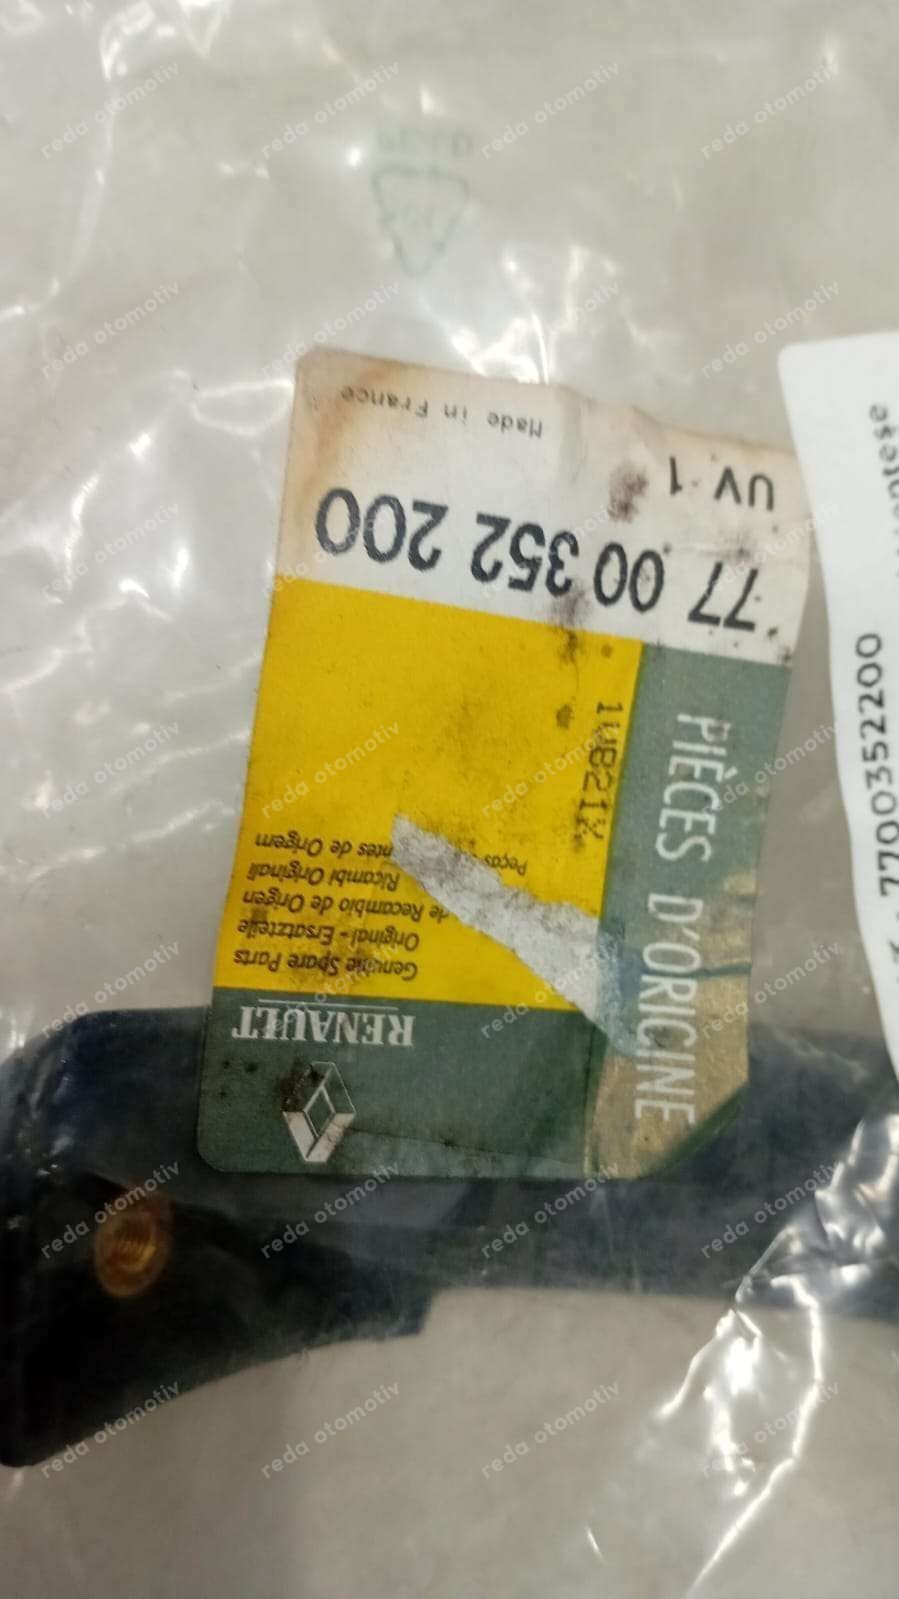 Made in France
UV 1
77 00 352 200
PIÈCES D'ORIGINE
Genuine Spare Parts
Original - Ersatzteile
de Recambio de Origen
Ricambi Originali
Peças
de Origem
RENAULT
7700352200
reda otomotiv